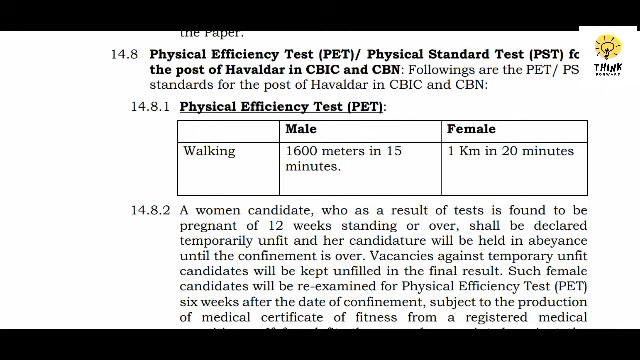 the Paper.
14.8 Physical Efficiency Test (PET)/ Physical Standard Test (PST) fo
the post of Havaldar in CBIC and CBN: Followings are the PET/ PS
standards for the post of Havaldar in CBIC and CBN:
14.8.1 Physical Efficiency Test (PET):
Male Female
Walking 1600 meters in 15 1 Km in 20 minutes
minutes.
14.8.2 A women candidate, who as a result of tests is found to be
pregnant of 12 weeks standing or over, shall be declared
temporarily unfit and her candidature will be held in abeyance
until the confinement is over. Vacancies against temporary unfit
candidates will be kept unfilled in the final result. Such female
candidates will be re-examined for Physical Efficiency Test (PET)
six weeks after the date of confinement, subject to the production
of medical certificate of fitness from a registered medical
THINK
FORWARD